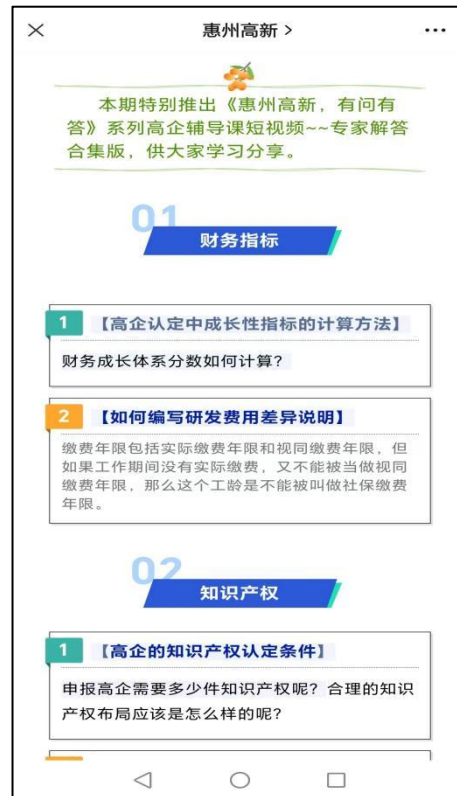 惠州高新 >
本期特别推出《惠州高新，有问有
答》系列高企辅导课短视频~~专家解答
合集版，供大家学习分享。
01
财务指标
1 【高企认定中成长性指标的计算方法】
财务成长体系分数如何计算？
2 【如何编写研发费用差异说明】
缴费年限包括实际缴费年限和视同缴费年限，但
如果工作期间没有实际缴费，又不能被当做视同
缴费年限，那么这个工龄是不能被叫做社保缴费
年限。
02
知识产权
1 【高企的知识产权认定条件】
申报高企需要多少件知识产权呢？合理的知识
产权布局应该是怎么样的呢？